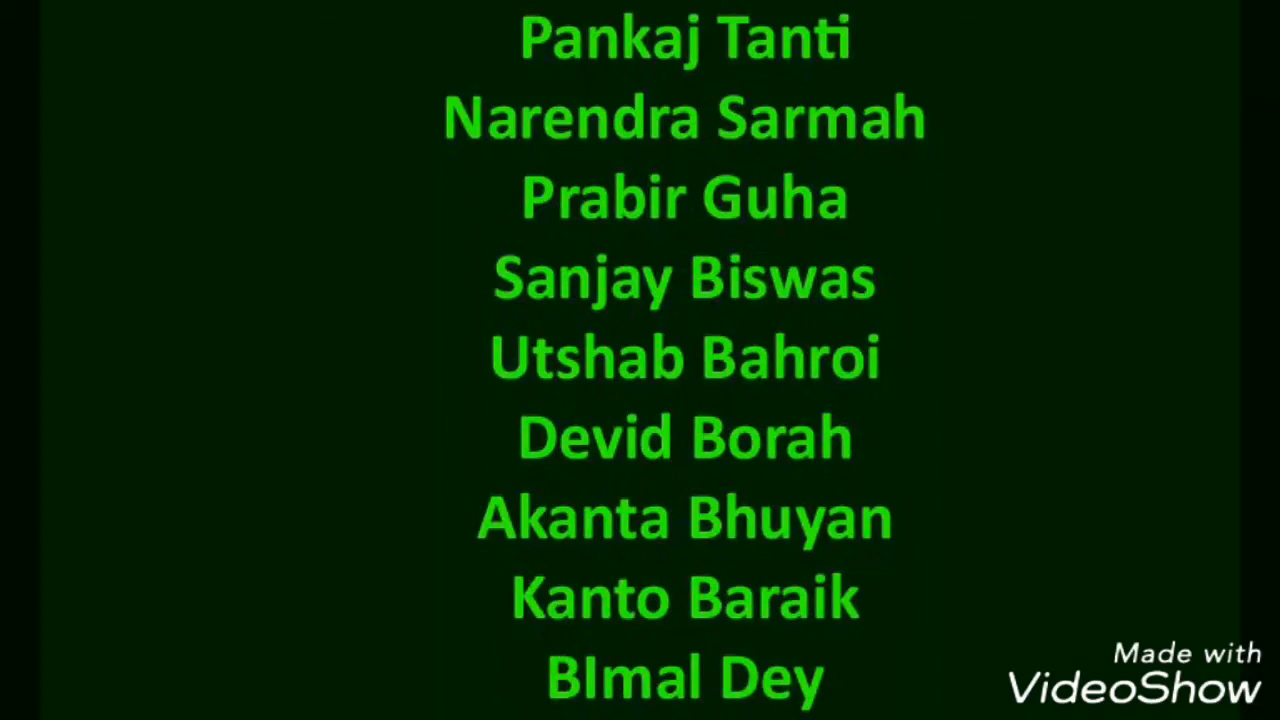 Pankaj Tanti
Narendra Sarmah
Prabir Guha
Sanjay Biswas
Utshab Bahroi
Devid Borah
Akanta Bhuyan
Kanto Baraik
BImal Dey
Made with
VideoShow